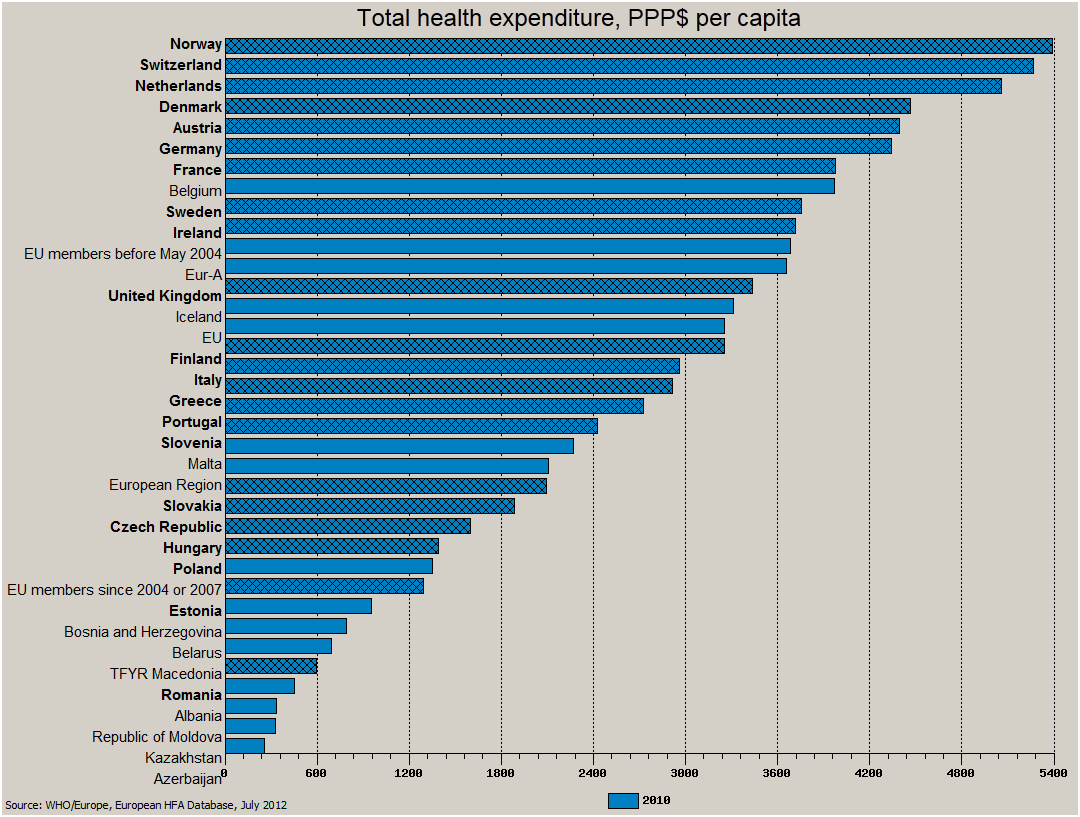 Total health expenditure, PPP$ per capita
Norway
Switzerland
Netherlands
Denmark
Austria
Germany
France
Belgium
Sweden
Ireland
EU members before May 2004
Eur-A
United Kingdom
Iceland
EU
Finland
Italy
Greece
Portugal
Slovenia
Malta
European Region
Slovakia
Czech Republic
Hungary
Poland
EU members since 2004 or 2007
Estonia
Bosnia and Herzegovina
Belarus
TFYR Macedonia
Romania
Albania
Republic of Moldova
Kazakhstan
Azerbaijan
0 600 1200 1800 2400 3000 3600 4200 4800 5400
2010
Source: WHO/Europe, European HFA Database, July 2012